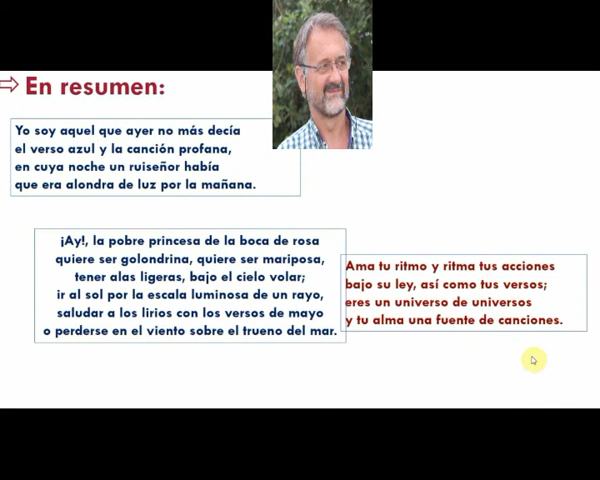 ⇨ En resumen:
Yo soy aquel que ayer no más decía
el verso azul y la canción profana,
en cuya noche un ruiseñor había
que era alondra de luz por la mañana.
¡Ay!, la pobre princesa de la boca de rosa
quiere ser golondrina, quiere ser mariposa,
tener alas ligeras, bajo el cielo volar;
ir al sol por la escala luminosa de un rayo,
saludar a los lirios con los versos de mayo
o perderse en el viento sobre el trueno del mar.
Ama tu ritmo y ritma tus acciones
bajo su ley, así como tus versos;
eres un universo de universos
y tu alma una fuente de canciones.